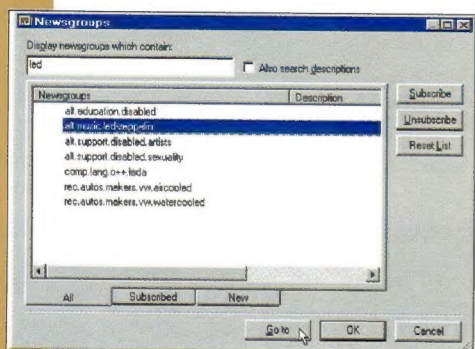 Newsgroups
Display newsgroups which contain:
led
Also search descriptions
Newsgroups Description
alt.education.disabled
alt.music.led-zeppelin
alt.support.disabled.artists
alt.support.disabled.sexuality
comp.lang.c++.leda
rec.autos.makers.vw.aircooled
rec.autos.makers.vw.watercooled
Subscribe
Unsubscribe
Reset List
All Subscribed New
Go to OK Cancel